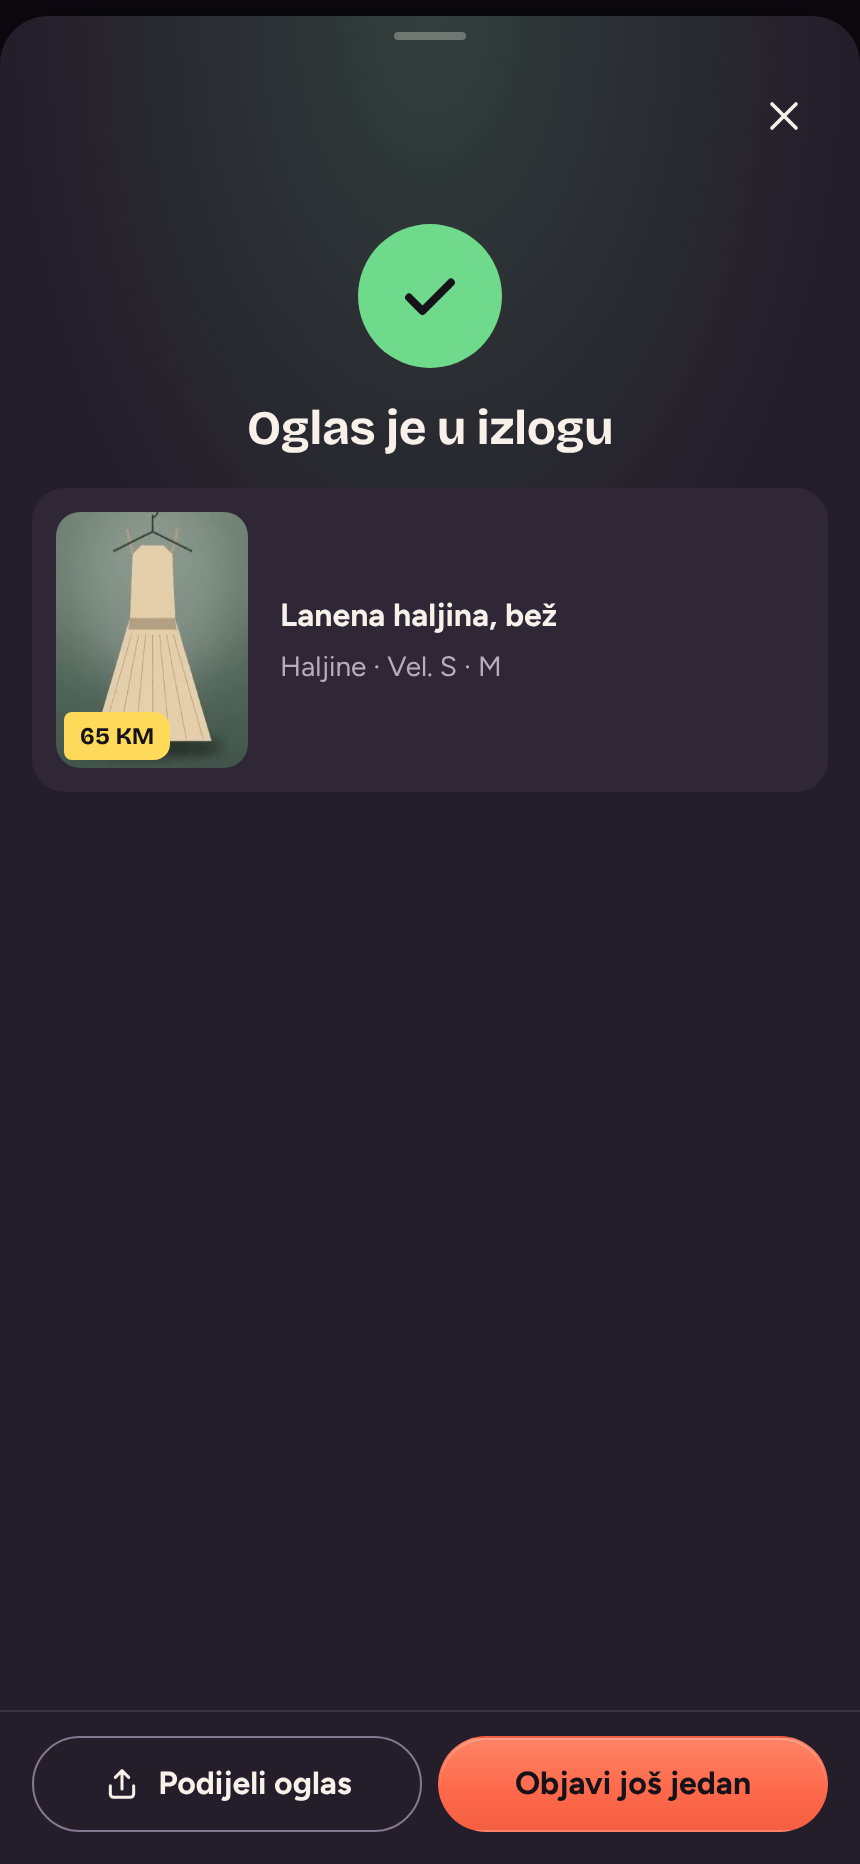 Oglas je u izlogu
Lanena haljina, bež
Haljine · Vel. S · M
65 KM
Podijeli oglas
Objavi još jedan